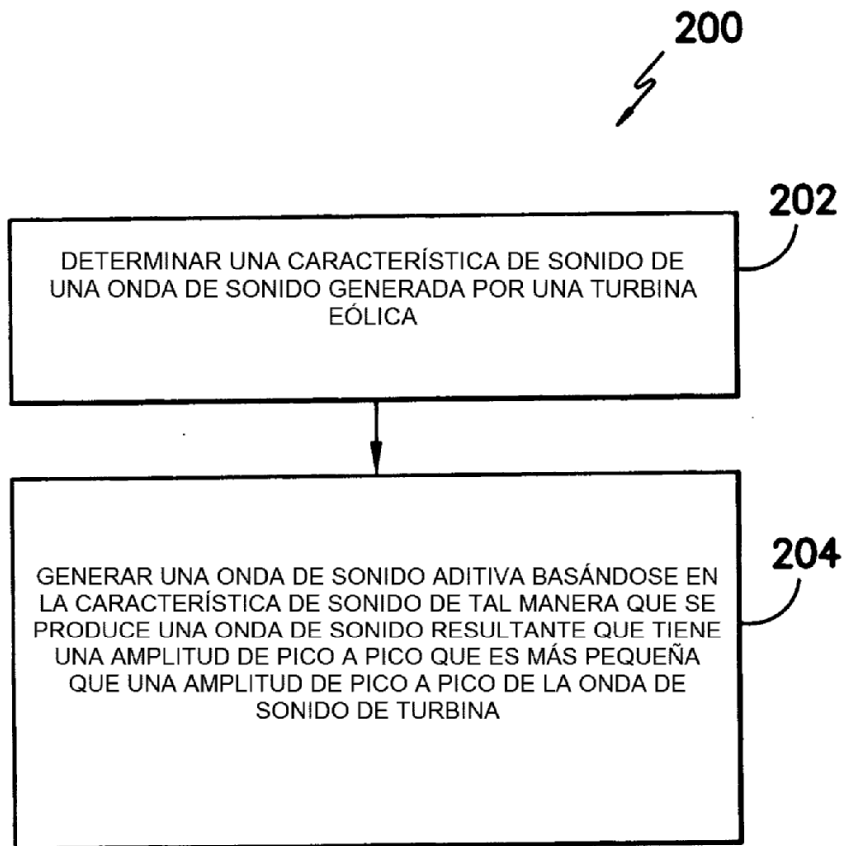 200
202
DETERMINAR UNA CARACTERÍSTICA DE SONIDO DE
UNA ONDA DE SONIDO GENERADA POR UNA TURBINA
EÓLICA
204
GENERAR UNA ONDA DE SONIDO ADITIVA BASÁNDOSE EN
LA CARACTERÍSTICA DE SONIDO DE TAL MANERA QUE SE
PRODUCE UNA ONDA DE SONIDO RESULTANTE QUE TIENE
UNA AMPLITUD DE PICO A PICO QUE ES MÁS PEQUEÑA
QUE UNA AMPLITUD DE PICO A PICO DE LA ONDA DE
SONIDO DE TURBINA